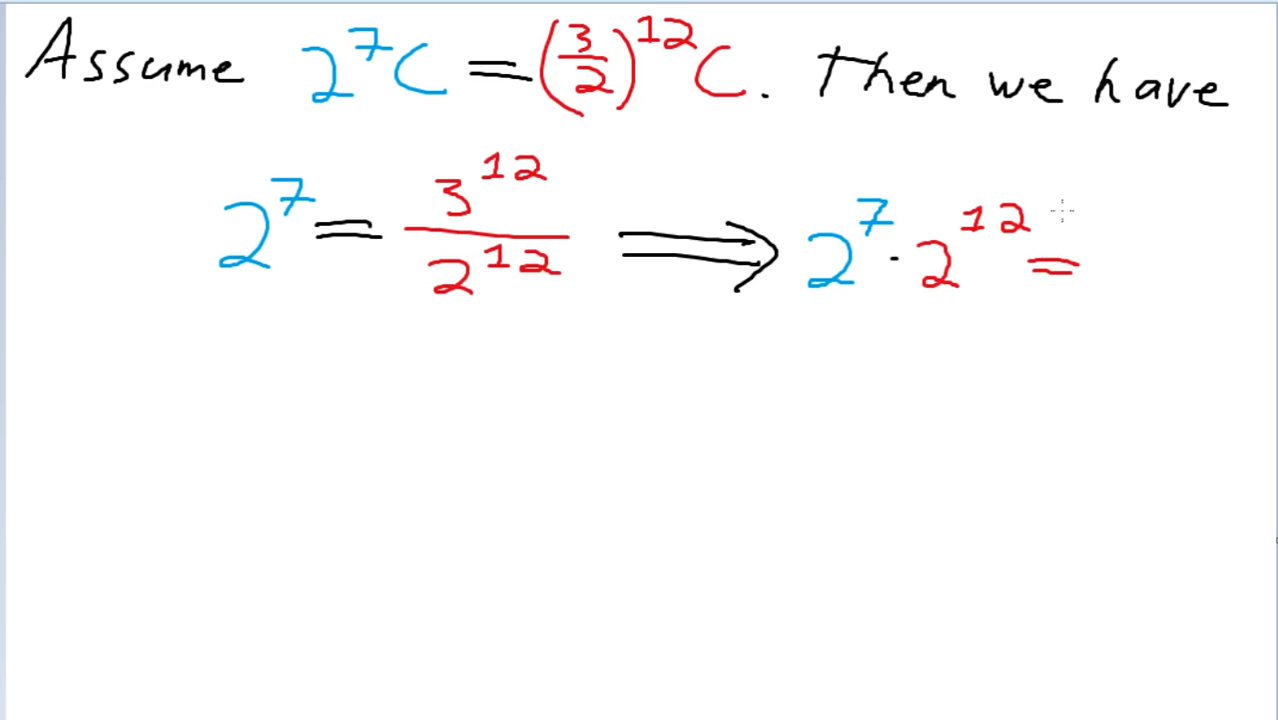 Assume 2^7 C = (3/2)^12 C. Then we have
2^7 = 3^12/2^12 ⟹ 2^7 · 2^12 =